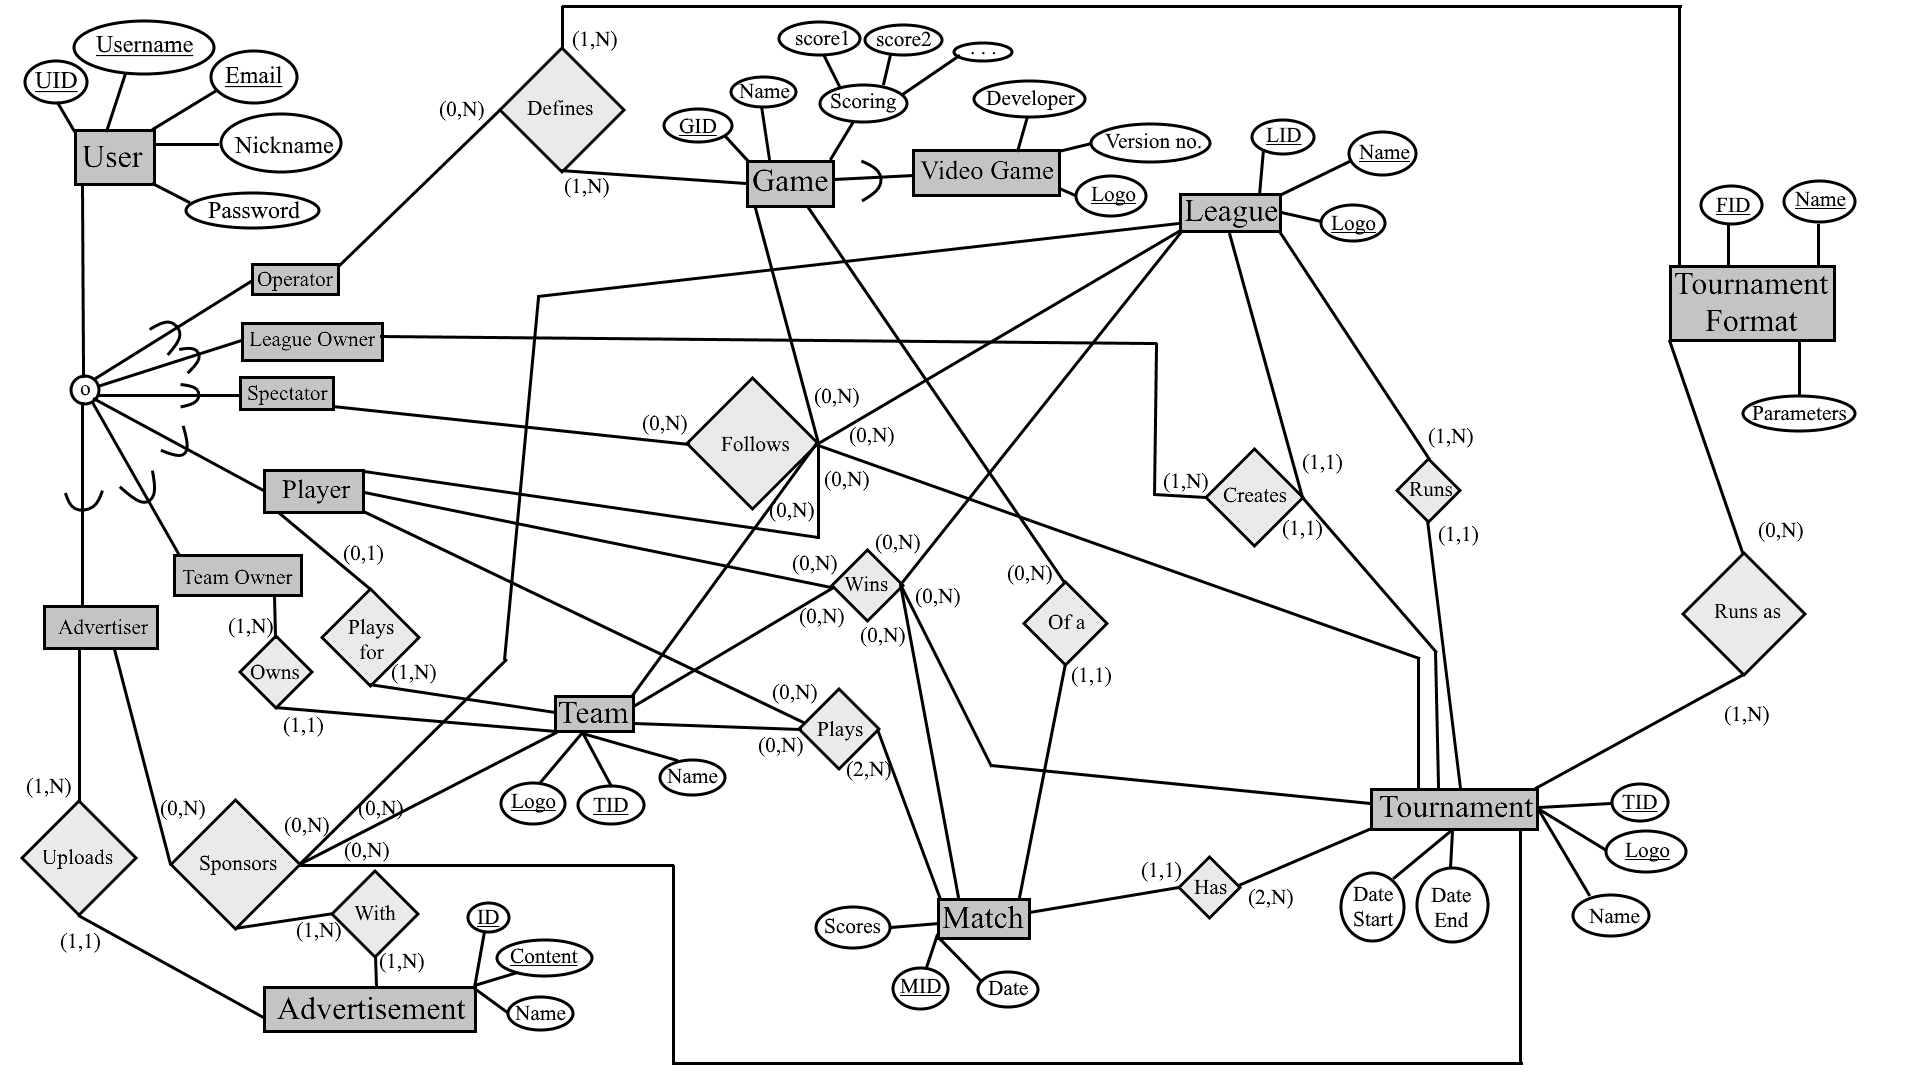 (1,N)
score1
score2
. . .
Username
UID
Email
Name
Scoring
Developer
(0,N)
Defines
GID
LID
Version no.
Name
User
Nickname
Game
Video Game
(1,N)
Logo
FID
Name
Password
League
Logo
Operator
Tournament
Format
League Owner
Spectator
(0,N)
(0,N)
(0,N)
Parameters
Follows
(1,N)
(1,1)
(0,N)
(1,N)
Player
Creates
Runs
(0,N)
(1,1)
(1,1)
(0,N)
(0,N)
(0,1)
(0,N)
(0,N)
Team Owner
Wins
(0,N)
(0,N)
Runs as
Of a
(1,N)
Advertiser
Plays
for
(0,N)
(0,N)
Owns
(1,N)
(1,1)
(0,N)
Team
(1,N)
(1,1)
Plays
(0,N)
(2,N)
Name
(1,N)
Logo
TID
(0,N)
(0,N)
(0,N)
Tournament
TID
Uploads
Sponsors
(0,N)
Logo
(1,1)
Has
(2,N)
Date
Start
Date
End
With
ID
Name
(1,N)
Scores
Match
(1,1)
(1,N)
Content
MID
Date
Advertisement
Name
o